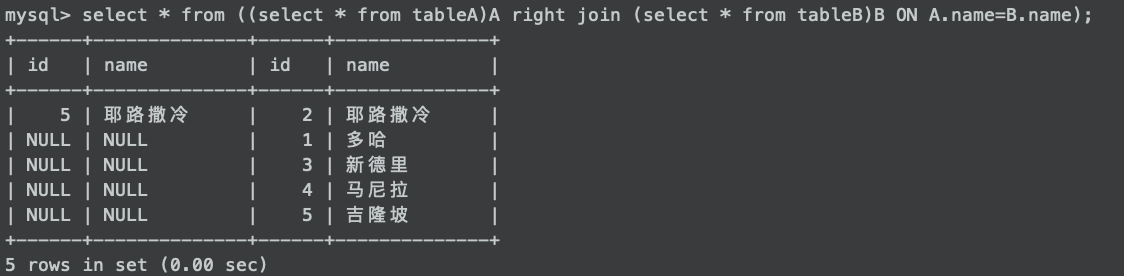 mysql> select * from ((select * from tableA)A right join (select * from tableB)B ON A.name=B.name);
+------+--------------+------+--------------+
| id   | name         | id   | name         |
+------+--------------+------+--------------+
|    5 | 耶路撒冷     |    2 | 耶路撒冷     |
| NULL | NULL         |    1 | 多哈         |
| NULL | NULL         |    3 | 新德里       |
| NULL | NULL         |    4 | 马尼拉       |
| NULL | NULL         |    5 | 吉隆坡       |
+------+--------------+------+--------------+
5 rows in set (0.00 sec)